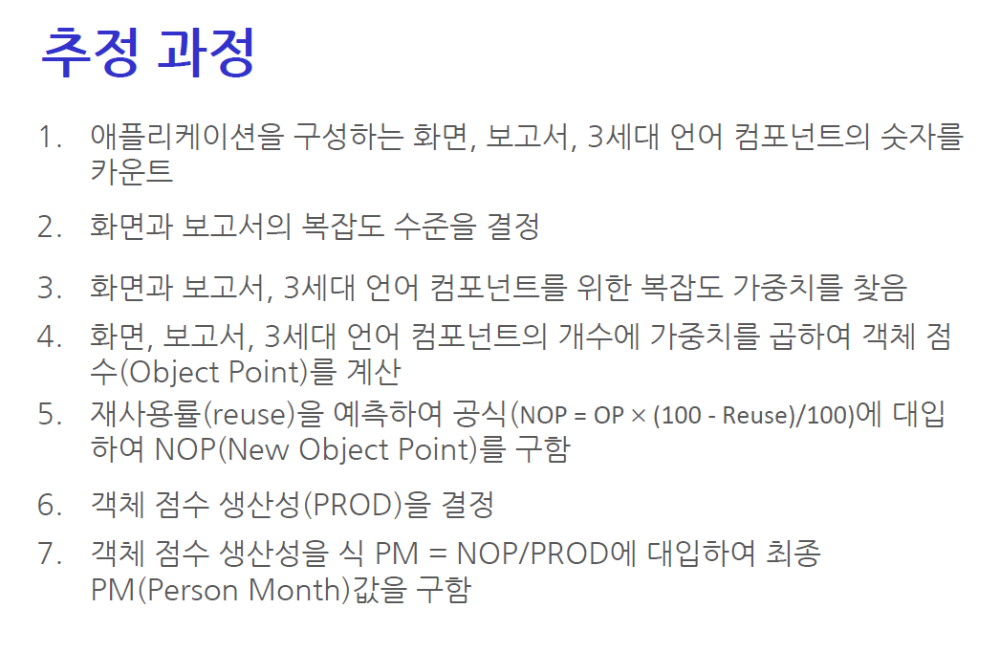 추정 과정
1. 애플리케이션을 구성하는 화면, 보고서, 3세대 언어 컴포넌트의 숫자를
카운트
2. 화면과 보고서의 복잡도 수준을 결정
3. 화면과 보고서, 3세대 언어 컴포넌트를 위한 복잡도 가중치를 찾음
4. 화면, 보고서, 3세대 언어 컴포넌트의 개수에 가중치를 곱하여 객체 점
수(Object Point)를 계산
5. 재사용률(reuse)을 예측하여 공식(NOP = OP × (100 - Reuse)/100)에 대입
하여 NOP(New Object Point)를 구함
6. 객체 점수 생산성(PROD)을 결정
7. 객체 점수 생산성을 식 PM = NOP/PROD에 대입하여 최종
PM(Person Month)값을 구함